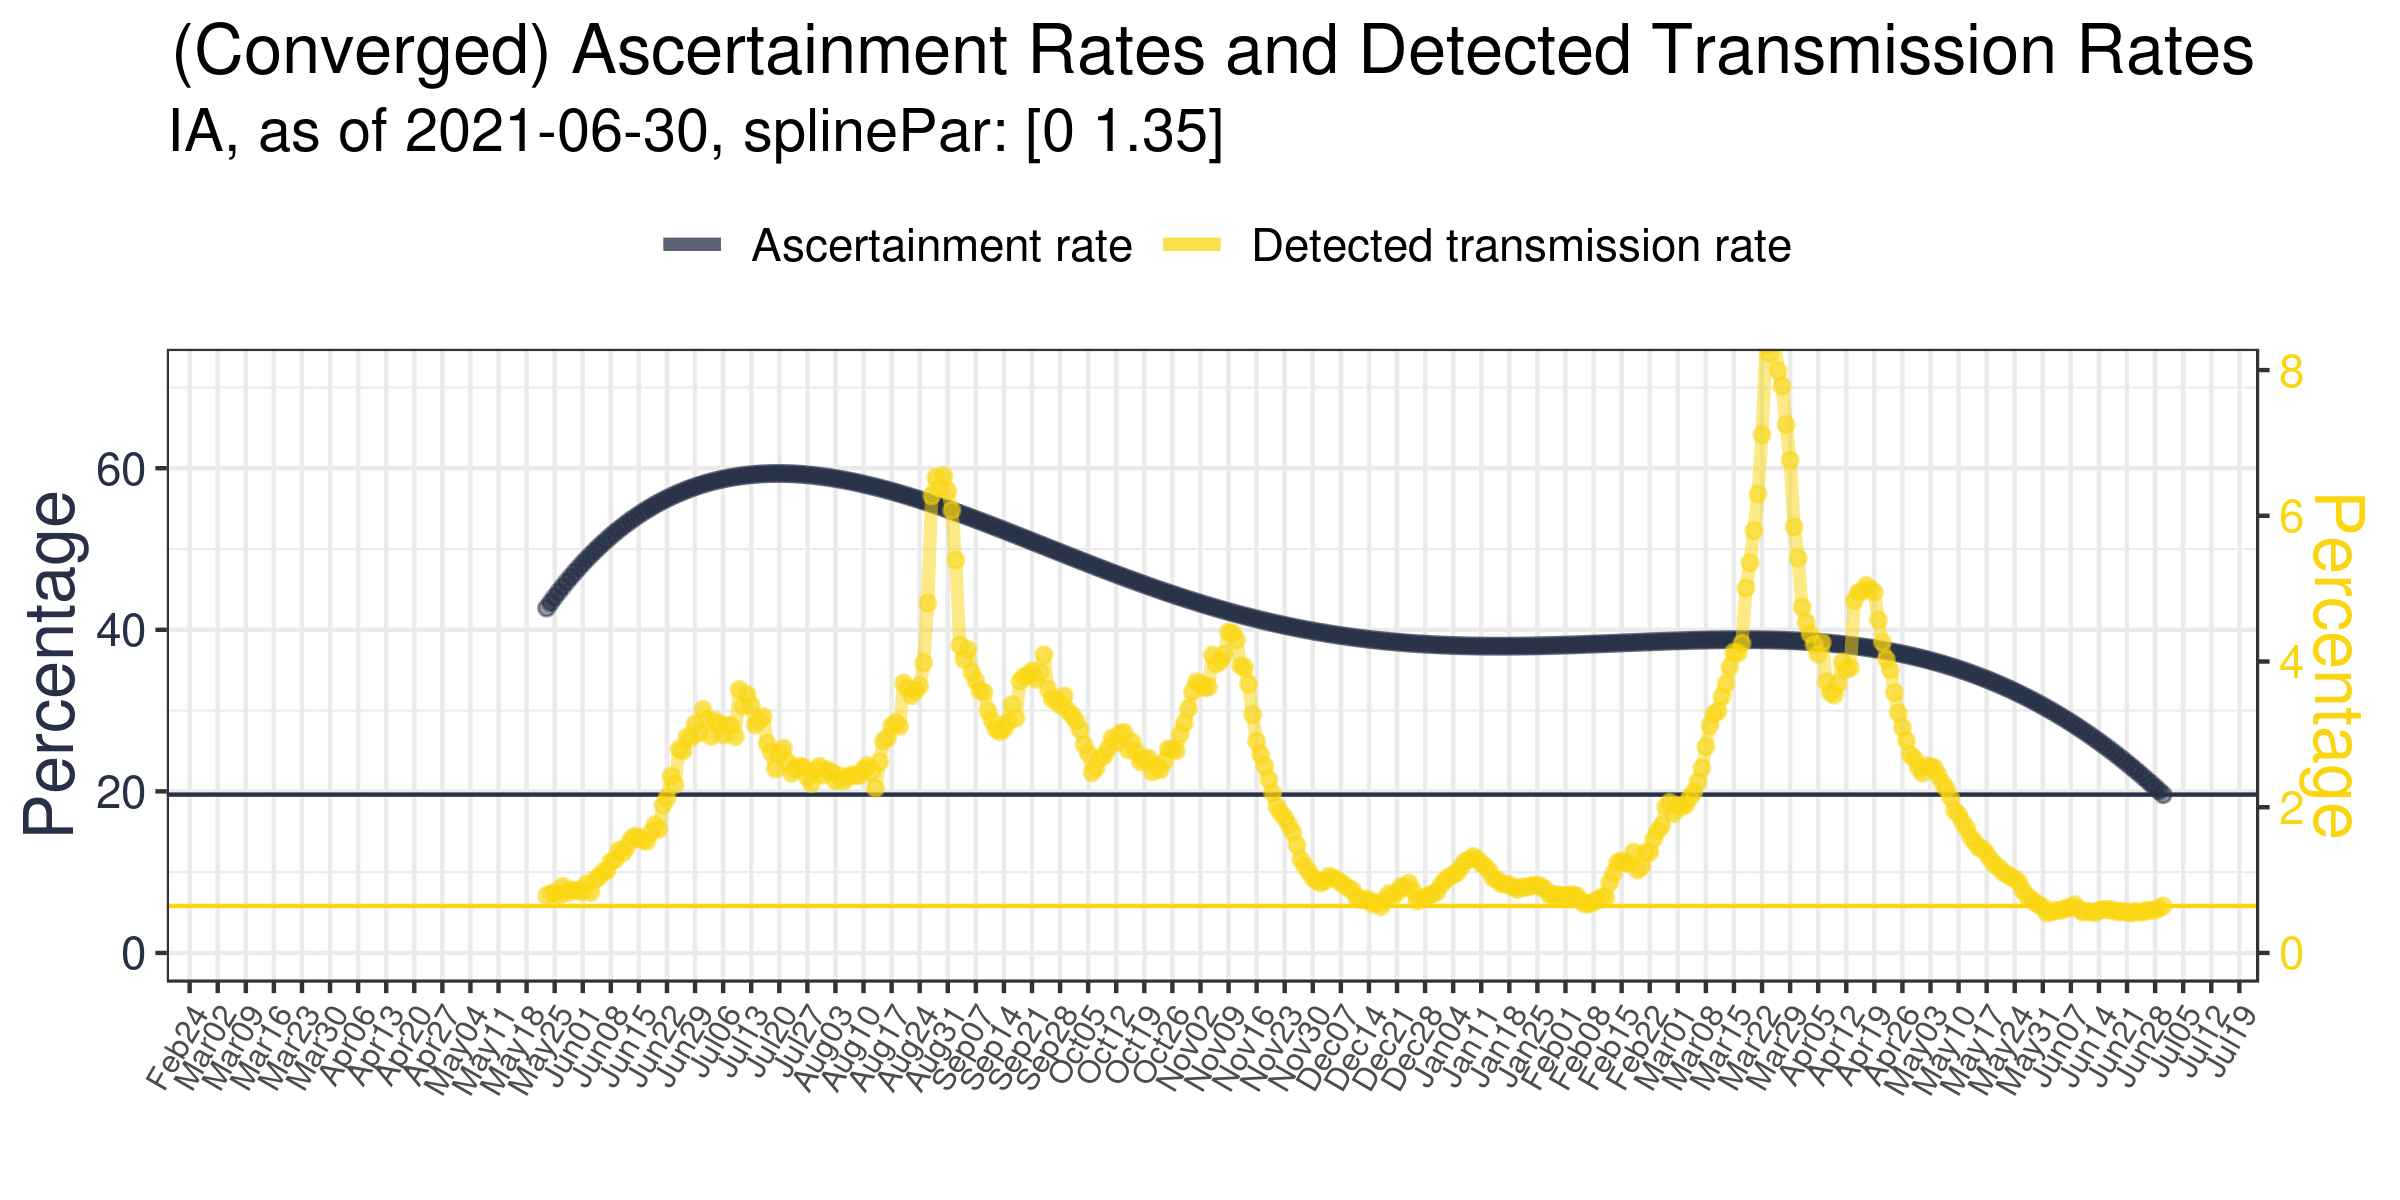 (Converged) Ascertainment Rates and Detected Transmission Rates
IA, as of 2021-06-30, splinePar: [0 1.35]
Ascertainment rate
Detected transmission rate
Percentage
60
40
20
0
8
6
4
2
0
Percentage
Feb24
Mar02
Mar09
Mar16
Mar23
Mar30
Apr06
Apr13
Apr20
Apr27
May04
May11
May18
May25
Jun01
Jun08
Jun15
Jun22
Jun29
Jul06
Jul13
Jul20
Jul27
Aug03
Aug10
Aug17
Aug24
Aug31
Sep07
Sep14
Sep21
Sep28
Oct05
Oct12
Oct19
Oct26
Nov02
Nov09
Nov16
Nov23
Nov30
Dec07
Dec14
Dec21
Dec28
Jan04
Jan11
Jan18
Jan25
Feb01
Feb08
Feb15
Feb22
Mar01
Mar08
Mar15
Mar22
Mar29
Apr05
Apr12
Apr19
Apr26
May03
May10
May17
May24
May31
Jun07
Jun14
Jun21
Jun28
Jul05
Jul12
Jul19